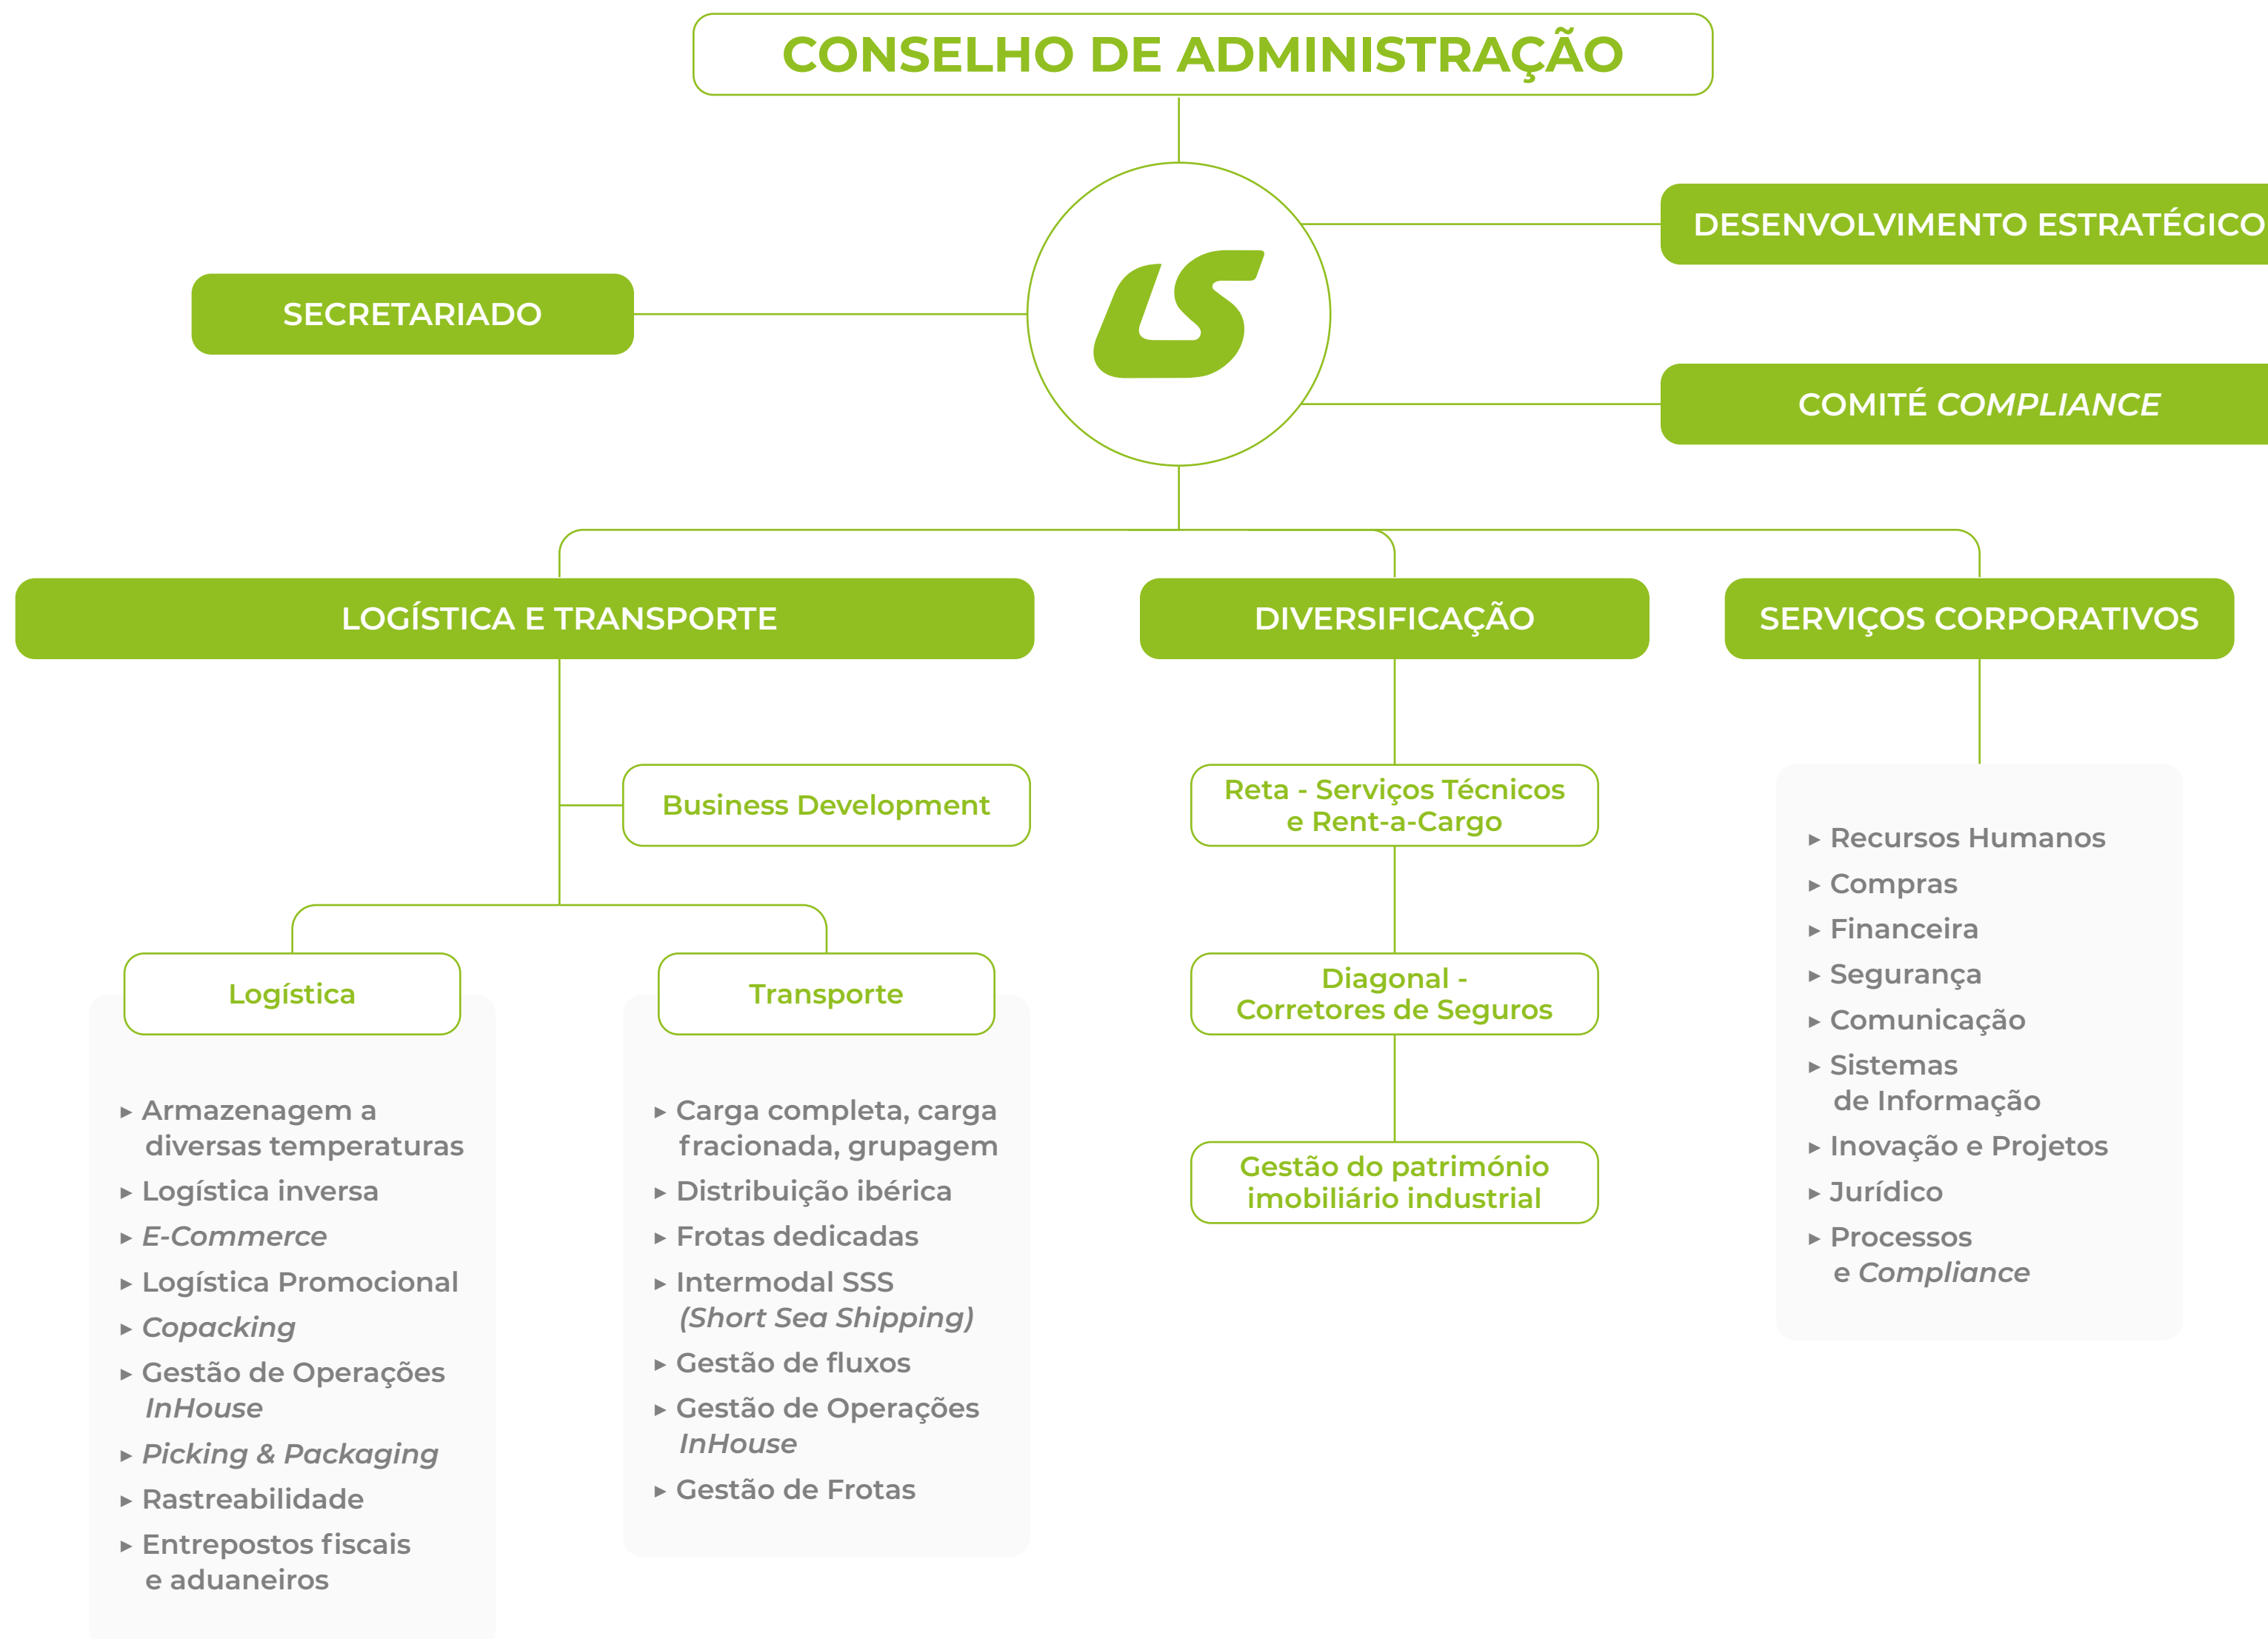 CONSELHO DE ADMINISTRAÇÃO
LS
DESENVOLVIMENTO ESTRATÉGICO
SECRETARIADO
COMITÉ COMPLIANCE
LOGÍSTICA E TRANSPORTE
DIVERSIFICAÇÃO
SERVIÇOS CORPORATIVOS
Business Development
Logística
▸ Armazenagem a
diversas temperaturas
▸ Logística inversa
▸ E-Commerce
▸ Logística Promocional
▸ Copacking
▸ Gestão de Operações
InHouse
▸ Picking & Packaging
▸ Rastreabilidade
▸ Entrepostos fiscais
e aduaneiros
Transporte
▸ Carga completa, carga
fracionada, grupagem
▸ Distribuição ibérica
▸ Frotas dedicadas
▸ Intermodal SSS
(Short Sea Shipping)
▸ Gestão de fluxos
▸ Gestão de Operações
InHouse
▸ Gestão de Frotas
Reta - Serviços Técnicos
e Rent-a-Cargo
Diagonal -
Corretores de Seguros
Gestão do património
imobiliário industrial
▸ Recursos Humanos
▸ Compras
▸ Financeira
▸ Segurança
▸ Comunicação
▸ Sistemas
de Informação
▸ Inovação e Projetos
▸ Jurídico
▸ Processos
e Compliance